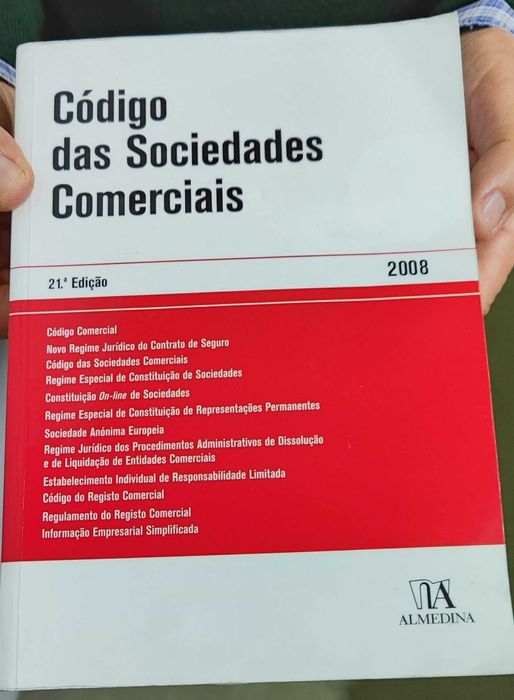 Código
das Sociedades
Comerciais
21.ª Edição
2008
Código Comercial
Novo Regime Jurídico do Contrato de Seguro
Código das Sociedades Comerciais
Regime Especial de Constituição de Sociedades
Constituição On-line de Sociedades
Regime Especial de Constituição de Representações Permanentes
Sociedade Anónima Europeia
Regime Jurídico dos Procedimentos Administrativos de Dissolução
e de Liquidação de Entidades Comerciais
Estabelecimento Individual de Responsabilidade Limitada
Código do Registo Comercial
Regulamento do Registo Comercial
Informação Empresarial Simplificada
ALMEDINA